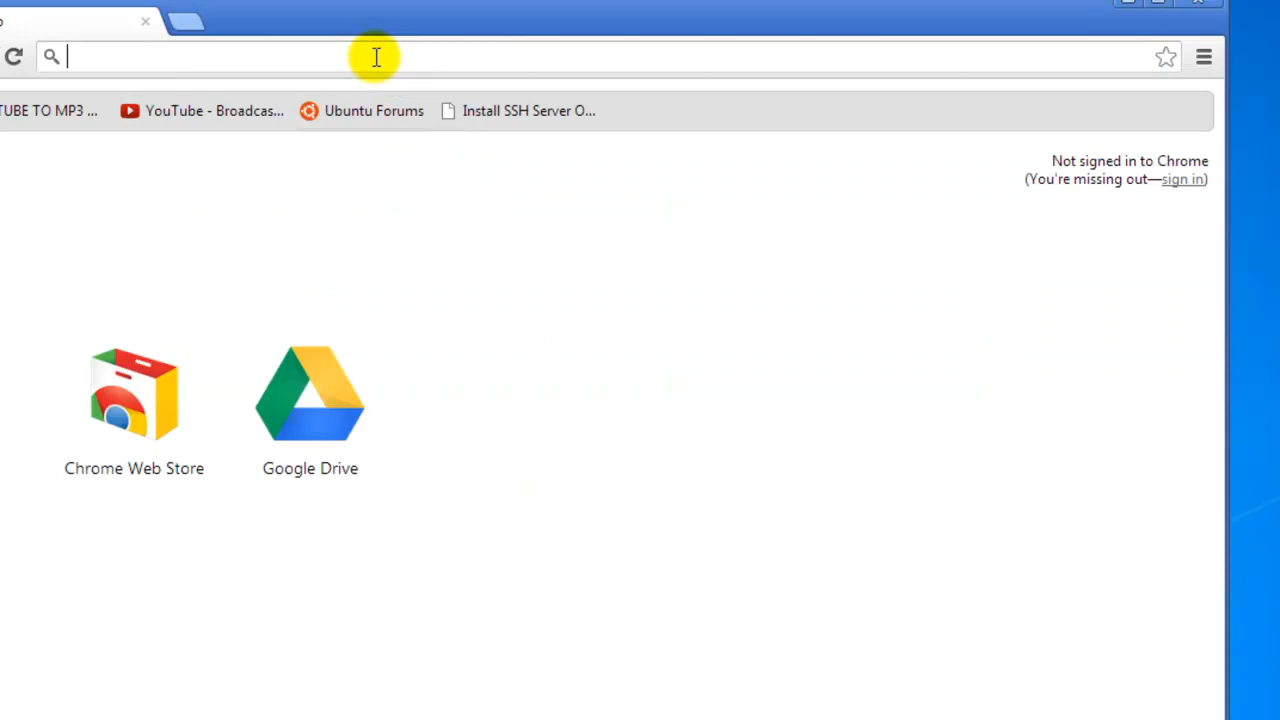 TUBE TO MP3 ... YouTube - Broadcas... Ubuntu Forums Install SSH Server O...
Not signed in to Chrome
(You're missing out—sign in)
Chrome Web Store Google Drive